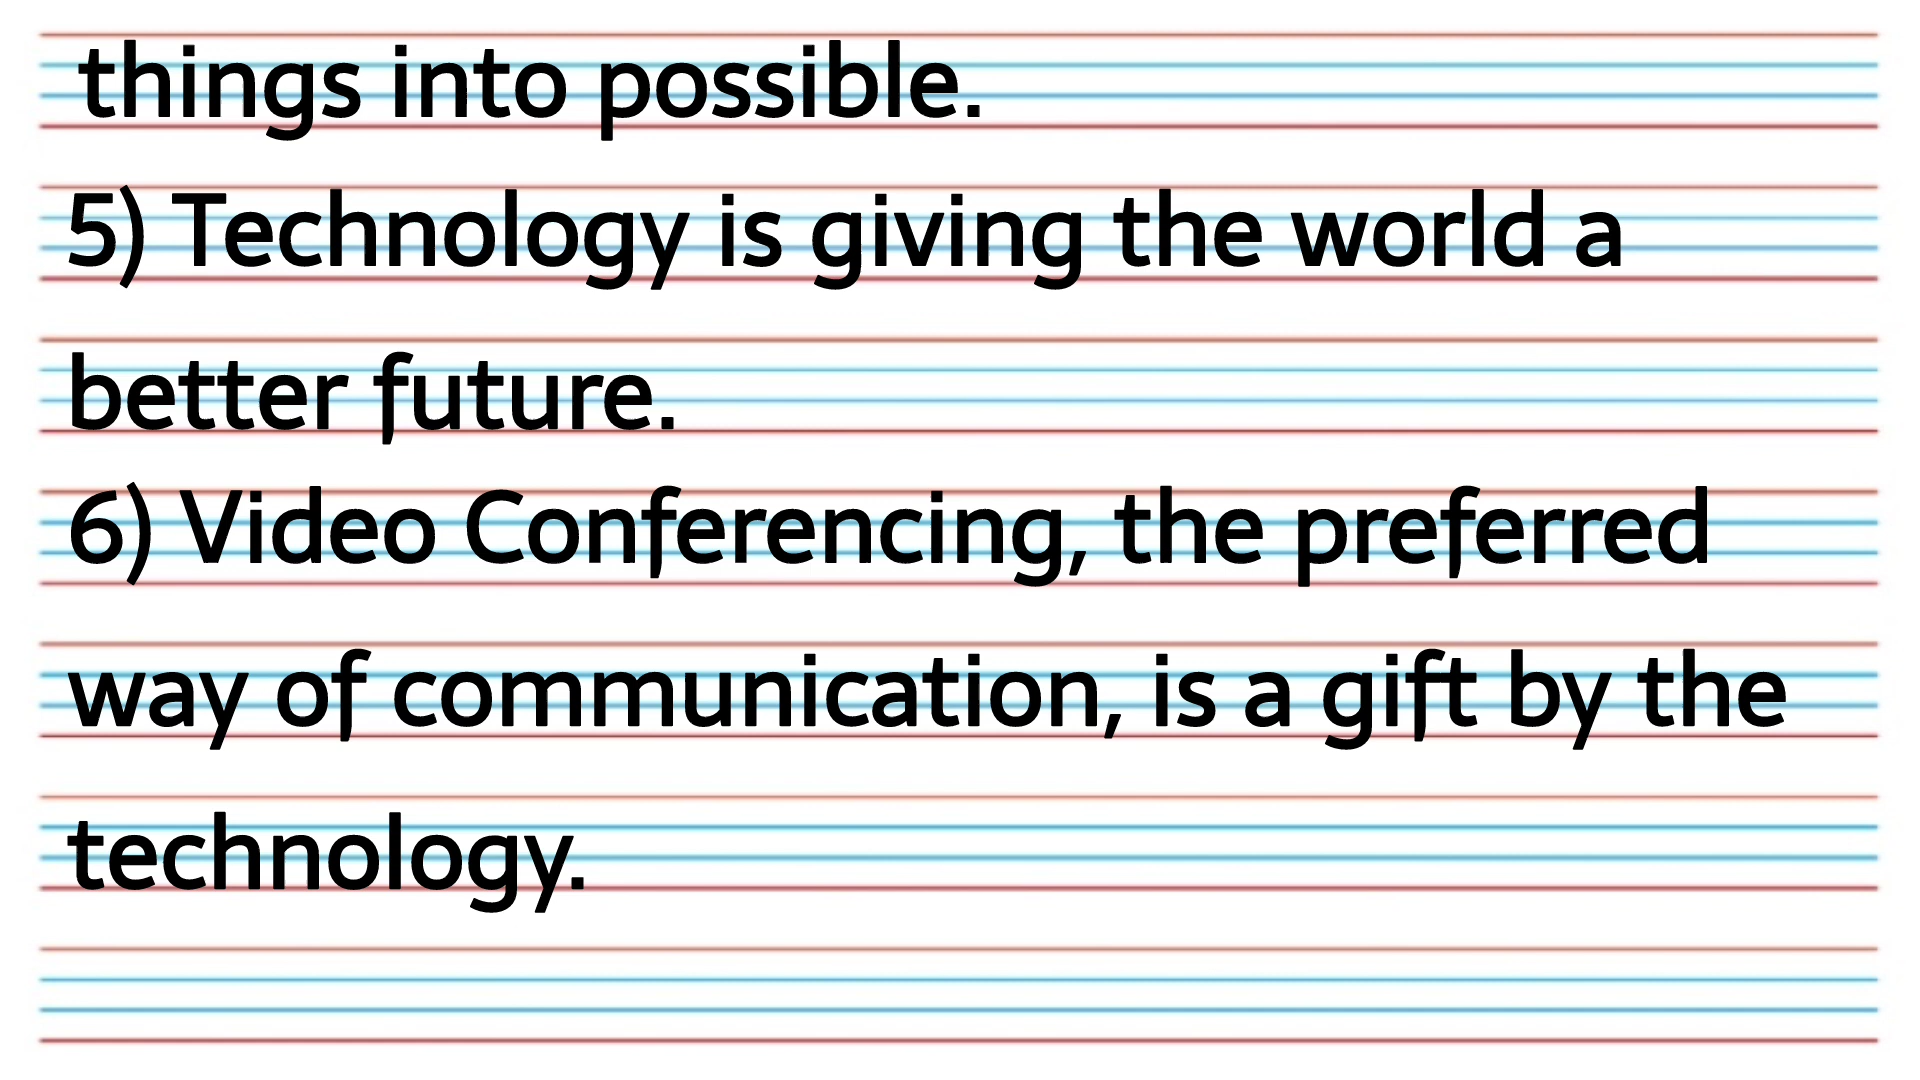 things into possible.
5) Technology is giving the world a
better future.
6) Video Conferencing, the preferred
way of communication, is a gift by the
technology.